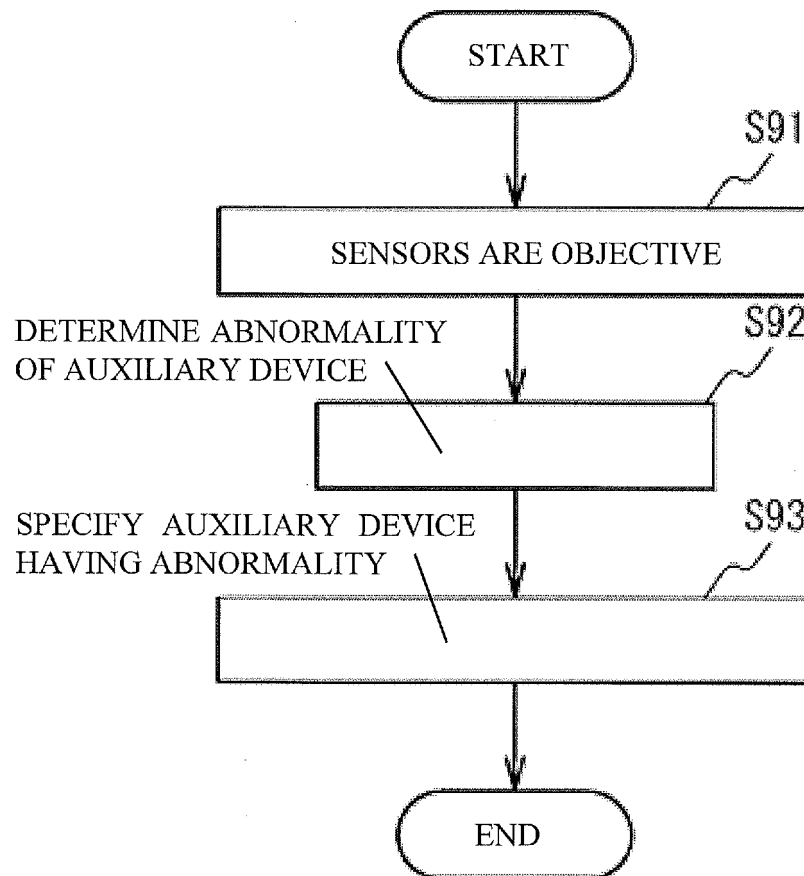 START
S91
SENSORS ARE OBJECTIVE
DETERMINE ABNORMALITY
OF AUXILIARY DEVICE
S92
SPECIFY AUXILIARY DEVICE
HAVING ABNORMALITY
S93
END